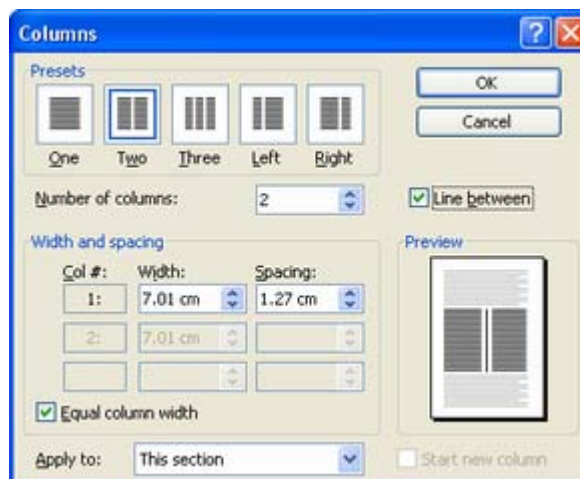 Columns
Presets
One Two Three Left Right
OK
Cancel
Number of columns: 2
Line between
Width and spacing
Col #: Width: Spacing:
1: 7.01 cm 1.27 cm
2: 7.01 cm
Equal column width
Preview
Apply to: This section
Start new column